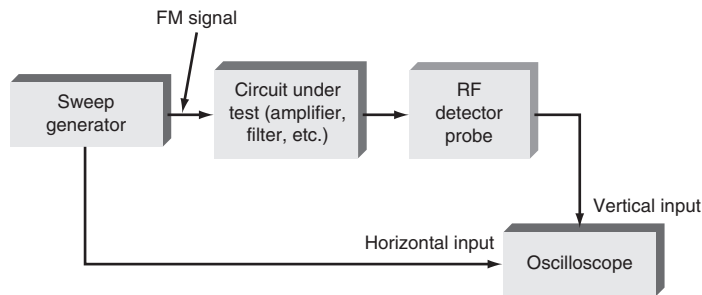 FM signal
Sweep
generator
Circuit under
test (amplifier,
filter, etc.)
RF
detector
probe
Vertical input
Horizontal input
Oscilloscope